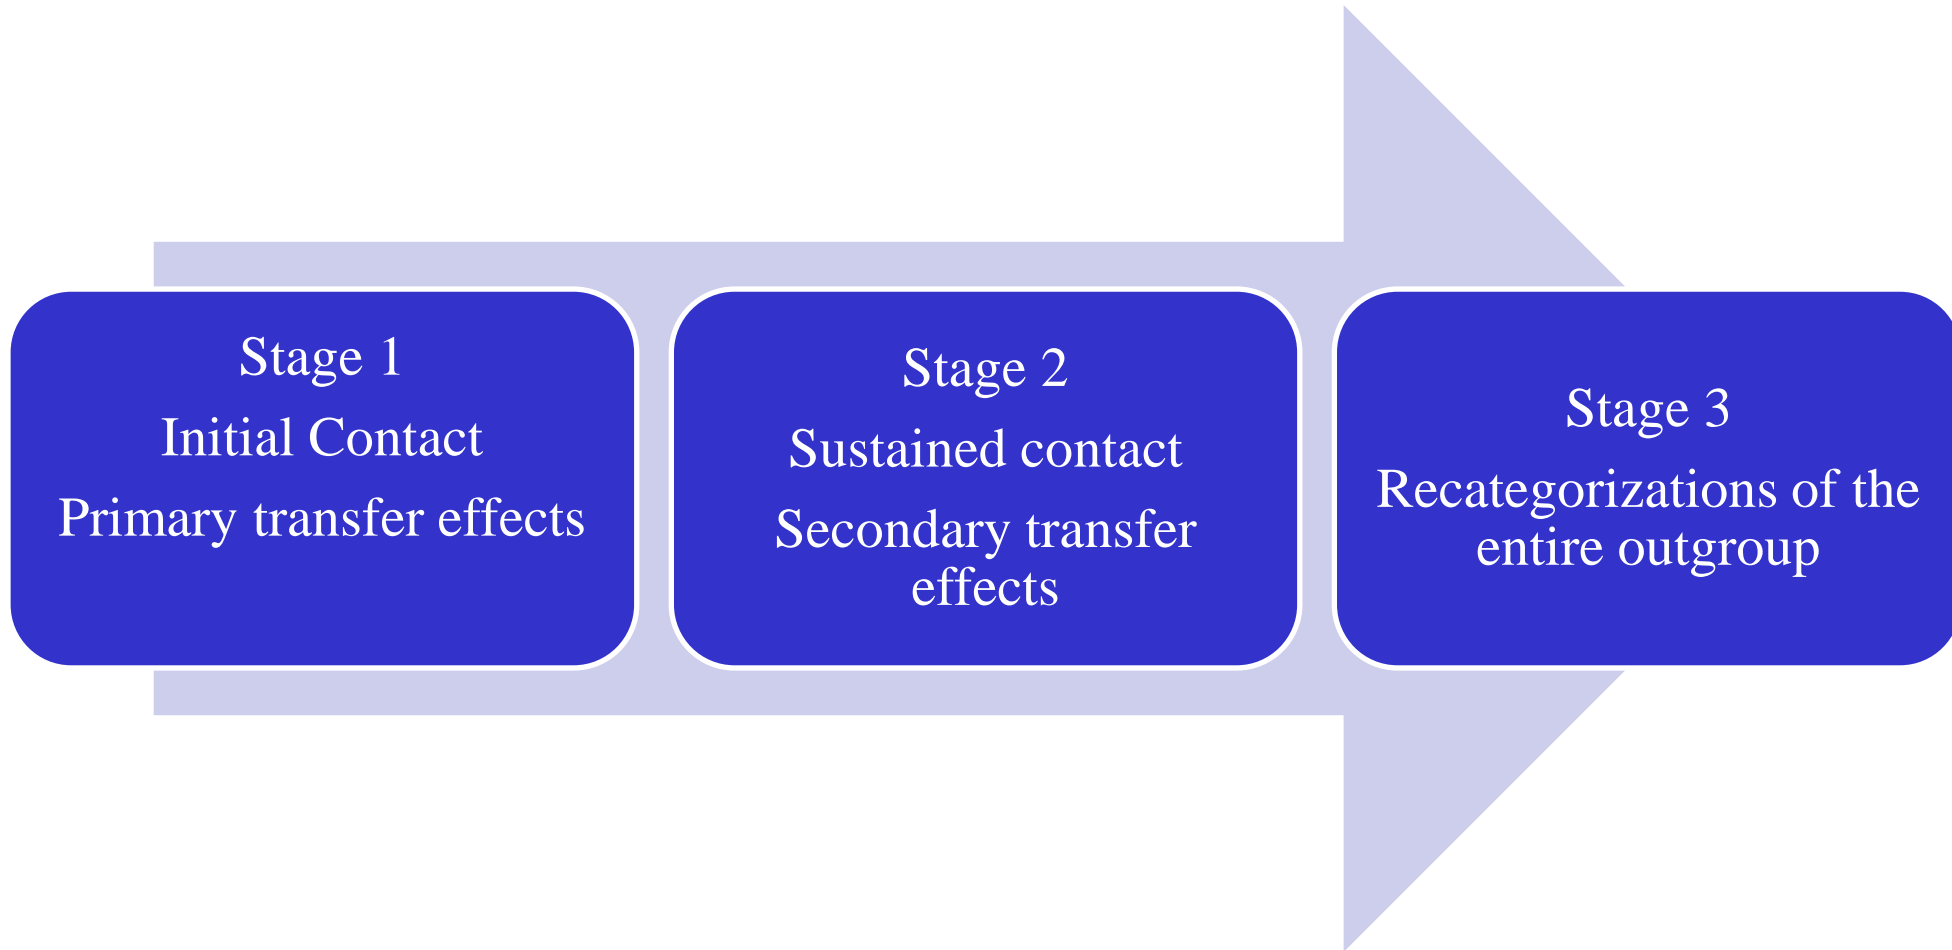 Stage 1
Initial Contact
Primary transfer effects
Stage 2
Sustained contact
Secondary transfer
effects
Stage 3
Recategorizations of the
entire outgroup